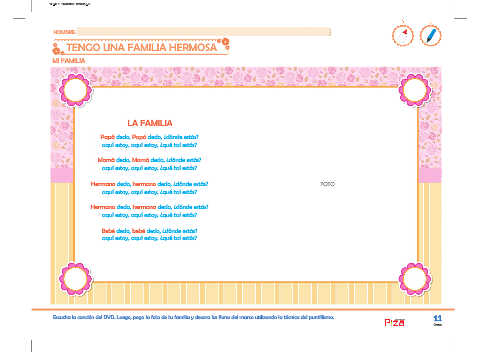 NOMBRE:
TENGO UNA FAMILIA HERMOSA
MI FAMILIA
LA FAMILIA
Papá dedo, Papá dedo, ¿dónde estás?
aquí estoy, aquí estoy. ¿qué tal estás?
Mamá dedo, Mamá dedo, ¿dónde estás?
aquí estoy, aquí estoy. ¿qué tal estás?
Hermano dedo, hermano dedo, ¿dónde estás?
aquí estoy, aquí estoy. ¿qué tal estás?
FOTO
Hermana dedo, hermana dedo, ¿dónde estás?
aquí estoy, aquí estoy. ¿qué tal estás?
Bebé dedo, bebé dedo, ¿dónde estás?
aquí estoy, aquí estoy. ¿qué tal estás?
Escucha la canción del DVD. Luego, pega la foto de tu familia y decora las flores del marco utilizando la técnica del puntillismo.
11